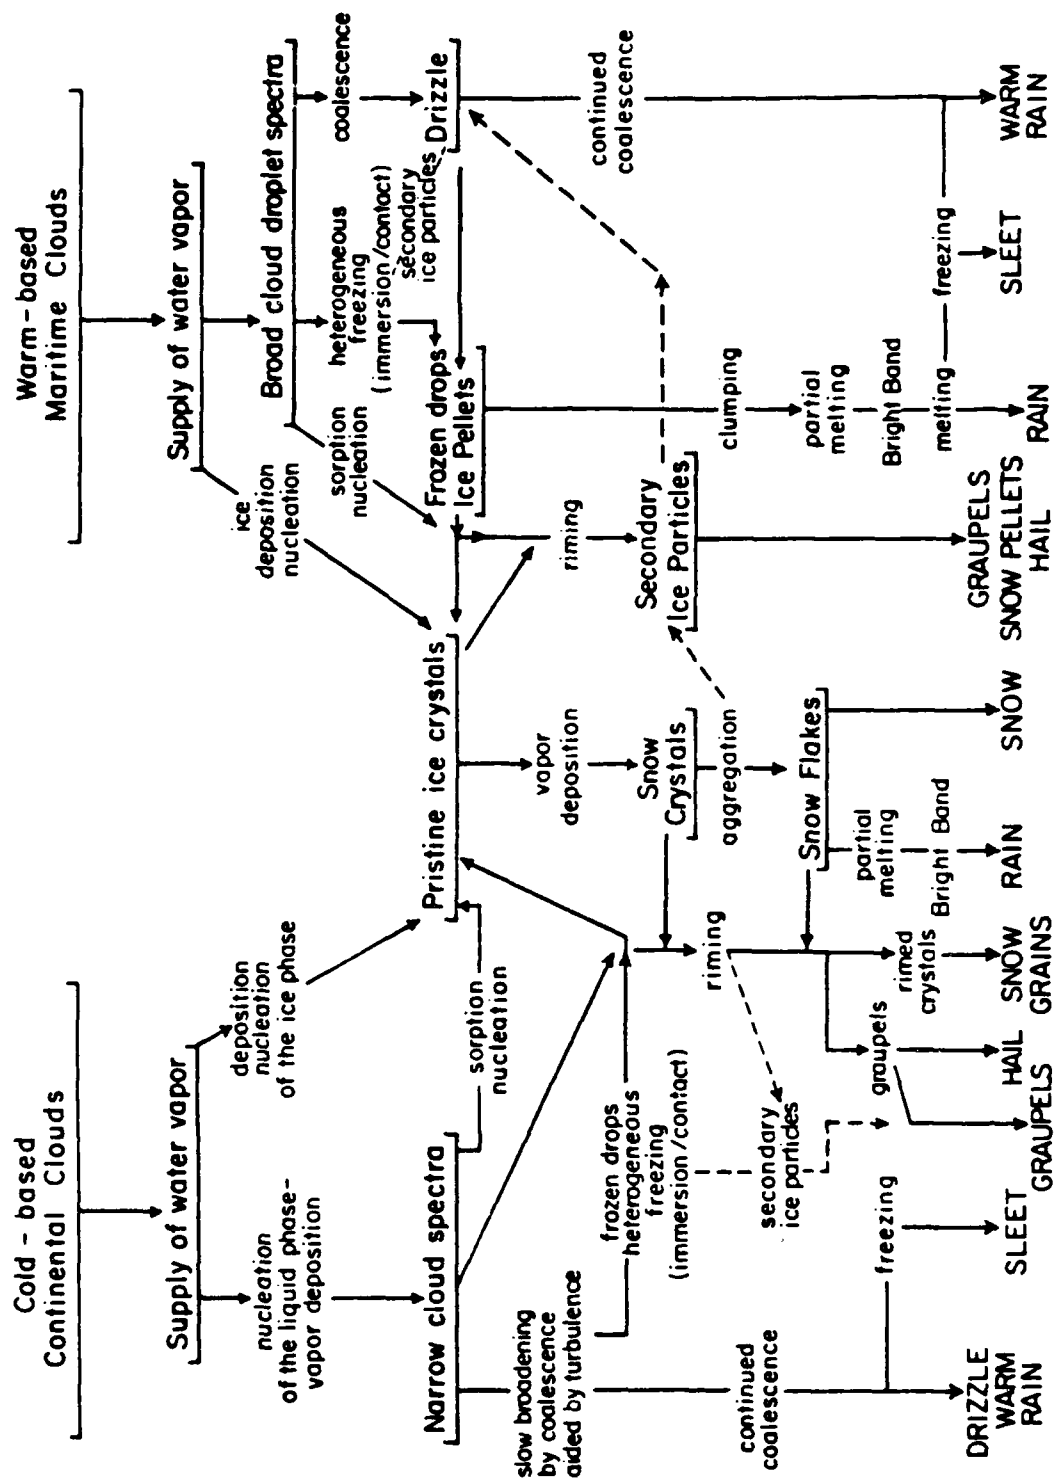 Cold-based
Continental Clouds
Warm-based
Maritime Clouds
Supply of water vapor
Supply of water vapor
nucleation
of the liquid phase-
vapor deposition
deposition
nucleation
of the ice phase
ice
deposition
nucleation
Broad cloud droplet spectra
sorption
nucleation
heterogeneous
freezing
(immersion/contact)
secondary
ice particles
coalescence
Narrow cloud spectra
sorption
nucleation
Pristine ice crystals
Frozen drops
Ice Pellets
Drizzle
slow broadening
by coalescence
aided by turbulence
frozen drops
heterogeneous
freezing
(immersion/contact)
vapor
deposition
riming
continued
coalescence
Snow
Crystals
Secondary
Ice Particles
continued
coalescence
secondary
ice particles
riming
aggregation
clumping
Snow Flakes
partial
melting
freezing
graupels
rimed
crystals
partial
melting
Bright Band
Bright Band
melting
freezing
DRIZZLE
WARM
RAIN
SLEET
GRAUPELS
HAIL
SNOW
GRAINS
RAIN
SNOW
GRAUPELS
SNOW PELLETS
HAIL
RAIN
SLEET
WARM
RAIN